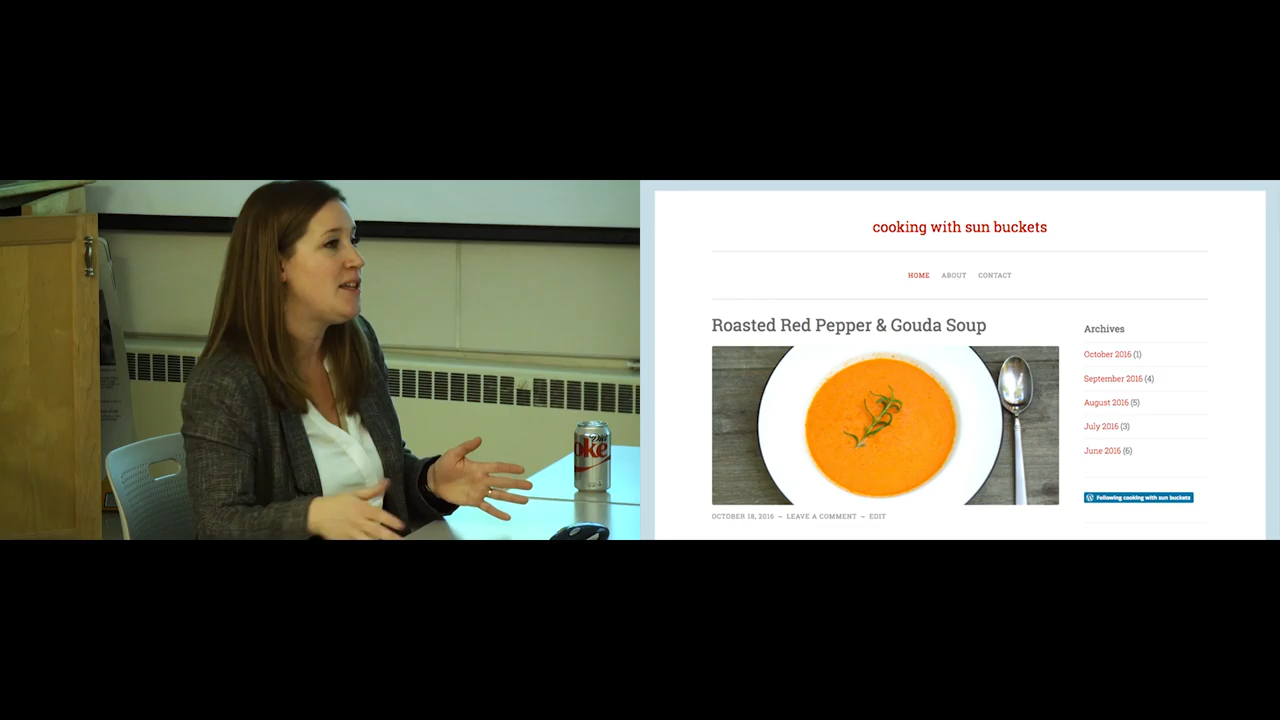 Diet
oke
cooking with sun buckets
HOME ABOUT CONTACT
Roasted Red Pepper & Gouda Soup
OCTOBER 18, 2016 ~ LEAVE A COMMENT ~ EDIT
Archives
October 2016 (1)
September 2016 (4)
August 2016 (5)
July 2016 (3)
June 2016 (6)
Following cooking with sun buckets